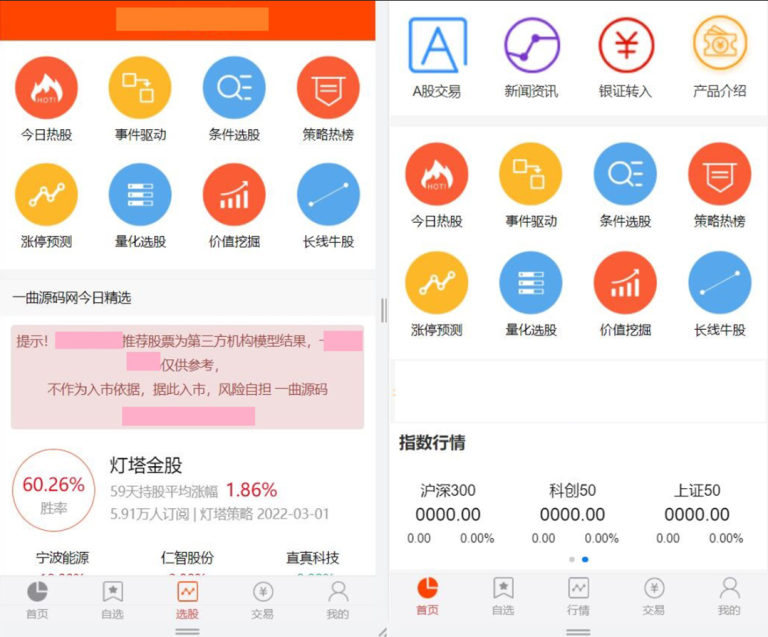 今日热股 事件驱动 条件选股 策略热榜
涨停预测 量化选股 价值挖掘 长线牛股
一曲源码网今日精选
提示! 推荐股票为第三方机构模型结果,
仅供参考,
不作为入市依据，据此入市，风险自担 一曲源码
60.26%
胜率
灯塔金股
59天持股平均涨幅 1.86%
5.91万人订阅 | 灯塔策略 2022-03-01
宁波能源 仁智股份 直真科技
首页 自选 选股 交易 我的
A股交易 新闻资讯 银证转入 产品介绍
HOT!
今日热股 事件驱动 条件选股 策略热榜
涨停预测 量化选股 价值挖掘 长线牛股
指数行情
沪深300 科创50 上证50
0000.00 0000.00 0000.00
0.00 0.00% 0.00 0.00% 0.00 0.00%
首页 自选 行情 交易 我的